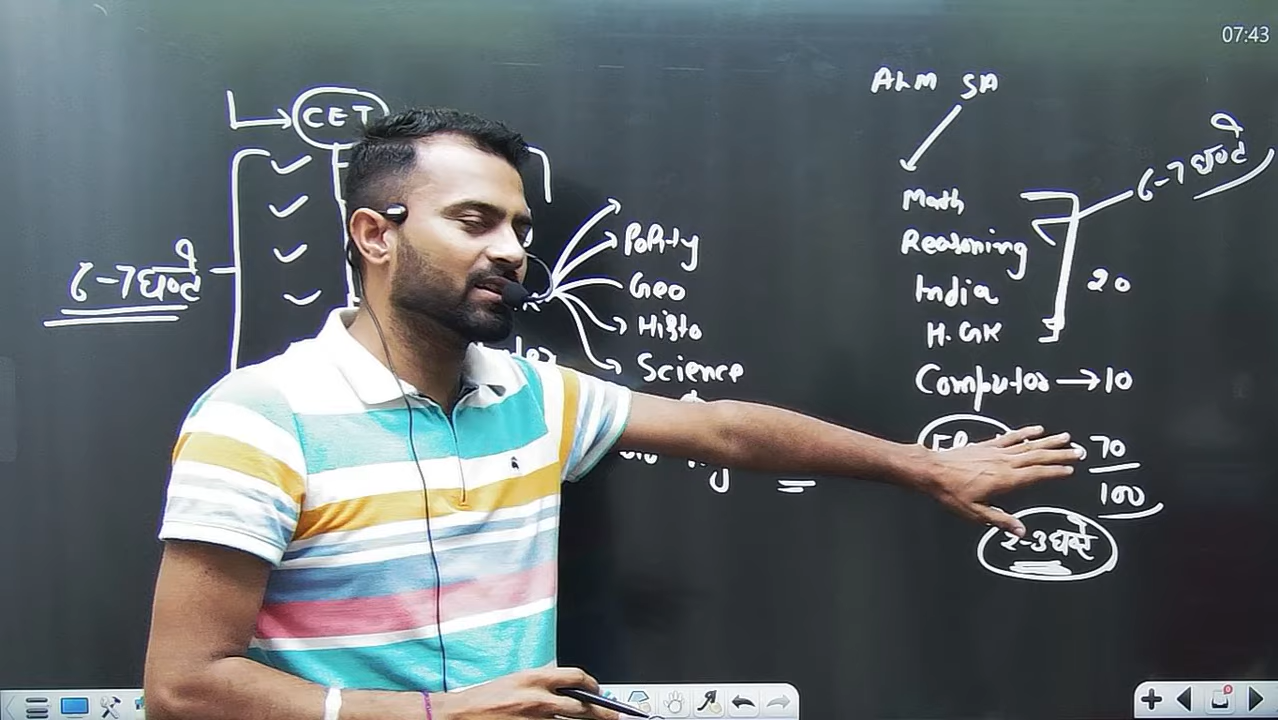 07:43
CET
6-7 घण्टे
Geo
Histo
Science
ALM SA
Math
Reasoning
India
H.GK
6-7 घण्टे
20
Computer → 10
70
100
2-3 घण्टे